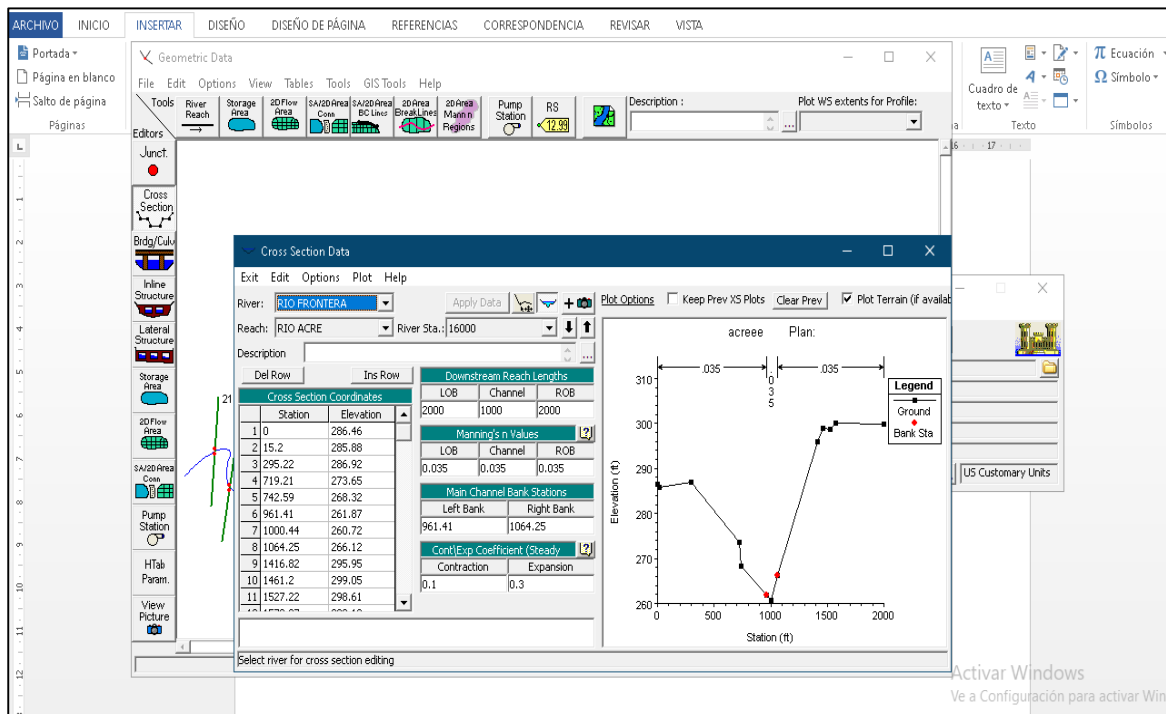 ARCHIVO INICIO INSERTAR DISEÑO DISEÑO DE PÁGINA REFERENCIAS CORRESPONDENCIA REVISAR VISTA
Portada
Página en blanco
Salto de página
Páginas
Cuadro de
texto
Texto
Ecuación
Símbolo
Símbolos
16 17
Geometric Data
File Edit Options View Tables Tools GIS Tools Help
Tools
Editors
River
Reach
Storage
Area
2D Flow
Area
SA/2D Area
Conn
SA/2D Area
BC Lines
2D Area
BreakLines
2D Area
Mann n
Regions
Pump
Station
RS
12.99
Description :
...
Plot WS extents for Profile:
Junct.
Cross
Section
Brdg/Culv
Inline
Structure
Lateral
Structure
Storage
Area
2D Flow
Area
SA/2D Area
Conn
Pump
Station
HTab
Param.
View
Picture
21
Cross Section Data
Exit Edit Options Plot Help
River: RIO FRONTERA
Apply Data
Plot Options Keep Prev XS Plots Clear Prev Plot Terrain (if availab
Reach: RIO ACRE River Sta.: 16000
Description
...
Del Row Ins Row
Cross Section Coordinates
Station Elevation
1 0 286.46
2 15.2 285.88
3 295.22 286.92
4 719.21 273.65
5 742.59 268.32
6 961.41 261.87
7 1000.44 260.72
8 1064.25 266.12
9 1416.82 295.95
10 1461.2 299.05
11 1527.22 298.61
Downstream Reach Lengths
LOB Channel ROB
2000 1000 2000
Manning's n Values
LOB Channel ROB
0.035 0.035 0.035
Main Channel Bank Stations
Left Bank Right Bank
961.41 1064.25
Cont\Exp Coefficient (Steady
Contraction Expansion
0.1 0.3
Select river for cross section editing
acreee Plan:
.035 .035 .035
Legend
Ground
Bank Sta
Elevation (ft)
310
300
290
280
270
260
0 500 1000 1500 2000
Station (ft)
US Customary Units
Activar Windows
Ve a Configuración para activar Win